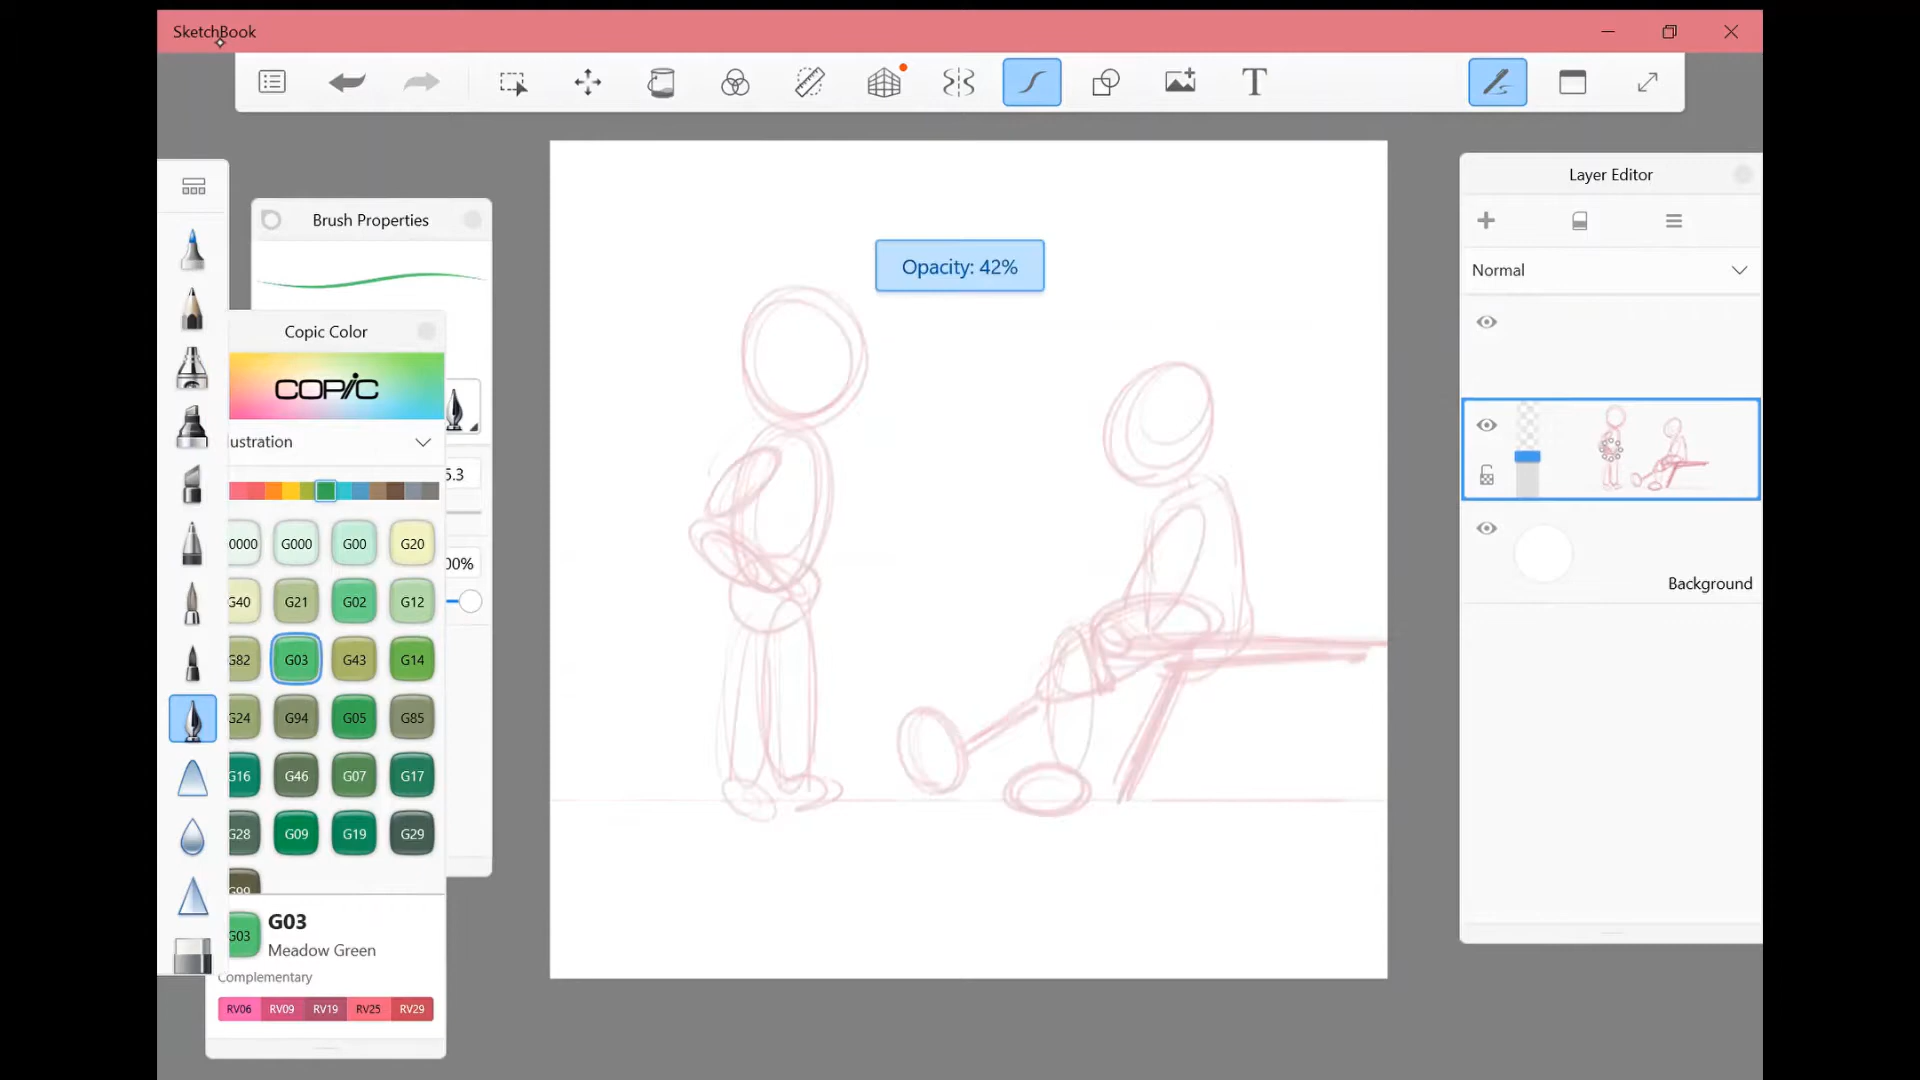 SketchBook
T
Brush Properties
Layer Editor
Opacity: 42%
Normal
Copic Color
COPIC
lustration
5.3
0000 G000 G00 G20
00%
G40 G21 G02 G12
G82 G03 G43 G14
G24 G94 G05 G85
G16 G46 G07 G17
G28 G09 G19 G29
G99
Background
G03 G03
Meadow Green
Complementary
RV06 RV09 RV19 RV25 RV29